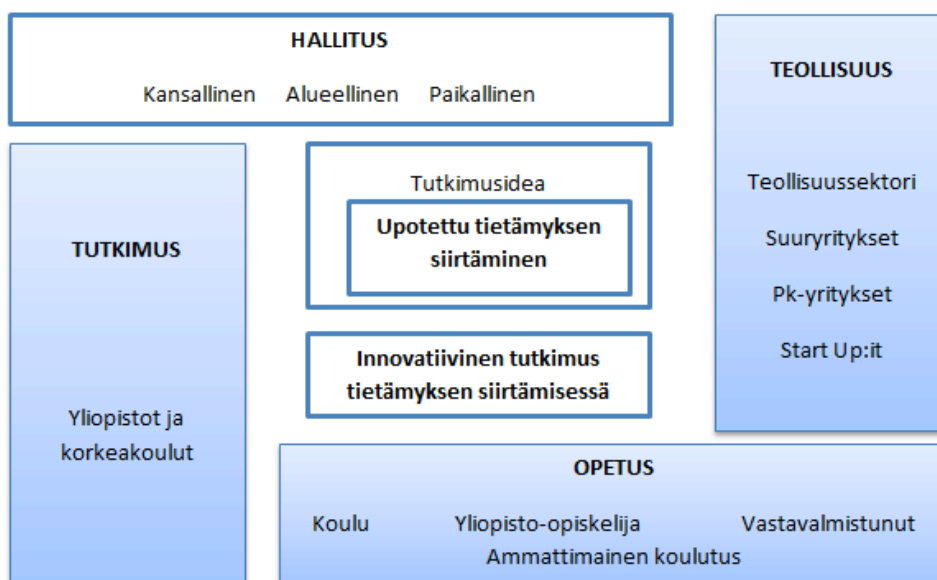 HALLITUS
Kansallinen Alueellinen Paikallinen
TEOLLISUUS
Teollisuussektori
Suuryritykset
Pk-yritykset
Start Up:it
TUTKIMUS
Yliopistot ja
korkeakoulut
Tutkimusidea
Upotettu tietämyksen
siirtäminen
Innovatiivinen tutkimus
tietämyksen siirtämisessä
OPETUS
Koulu Yliopisto-opiskelija Vastavalmistunut
Ammattimainen koulutus